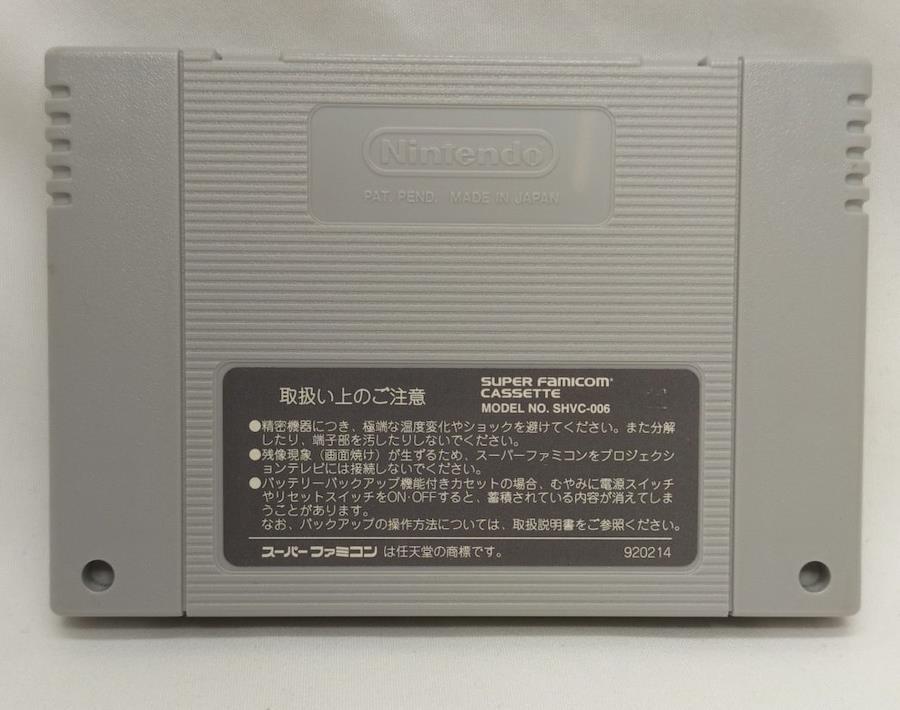 Nintendo
PAT. PEND. MADE IN JAPAN
取扱い上のご注意
SUPER FAMICOM
CASSETTE
MODEL NO. SHVC-006
●精密機器につき、極端な温度変化やショックを避けてください。また分解
したり、端子部を汚したりしないでください。
●残像現象（画面焼け）が生ずるため、スーパーファミコンをプロジェクシ
ョンテレビには接続しないでください。
●バッテリーバックアップ機能付きカセットの場合、むやみに電源スイッチ
やリセットスイッチをON・OFFすると、蓄積されている内容が消えてしま
うことがあります。
なお、バックアップの操作方法については、取扱説明書をご参照ください。
スーパーファミコン は任天堂の商標です。 920214